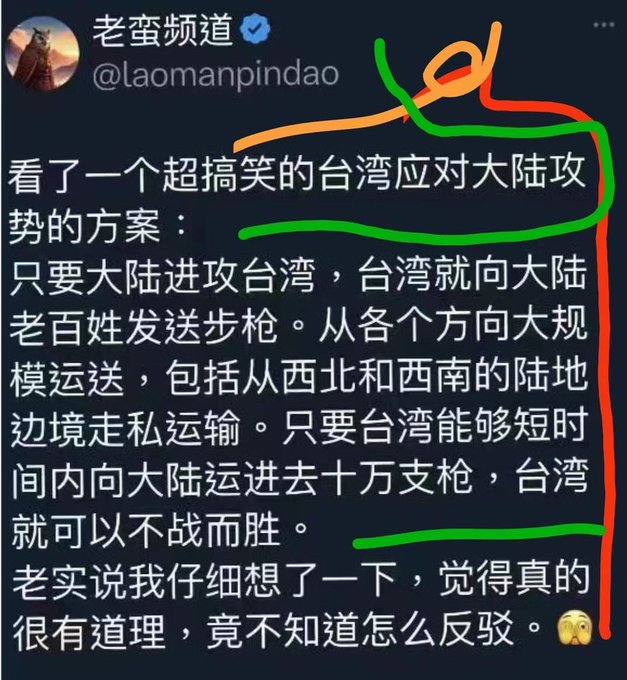 老蛮频道
@laomanpindao
看了一个超搞笑的台湾应对大陆攻
势的方案：
只要大陆进攻台湾，台湾就向大陆
老百姓发送步枪。从各个方向大规
模运送，包括从西北和西南的陆地
边境走私运输。只要台湾能够短时
间内向大陆运进去十万支枪，台湾
就可以不战而胜。
老实说我仔细想了一下，觉得真的
很有道理，竟不知道怎么反驳。🫣